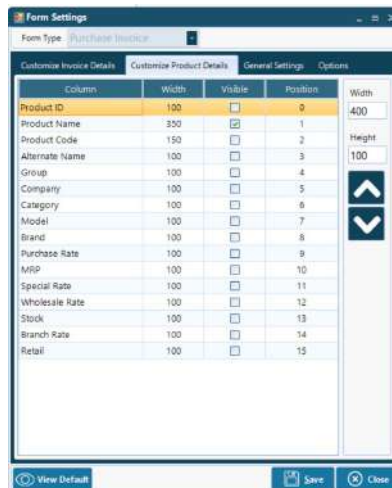 Form Settings
Form Type Purchase Invoice
Customize Invoice Details Customize Product Details General Settings Options
Column Width Visible Position
Product ID 100 0
Product Name 350 1
Product Code 150 2
Alternate Name 100 3
Group 100 4
Company 100 5
Category 100 6
Model 100 7
Brand 100 8
Purchase Rate 100 9
MRP 100 10
Special Rate 100 11
Wholesale Rate 100 12
Stock 100 13
Branch Rate 100 14
Retail 100 15
Width
400
Height
100
View Default Save Close